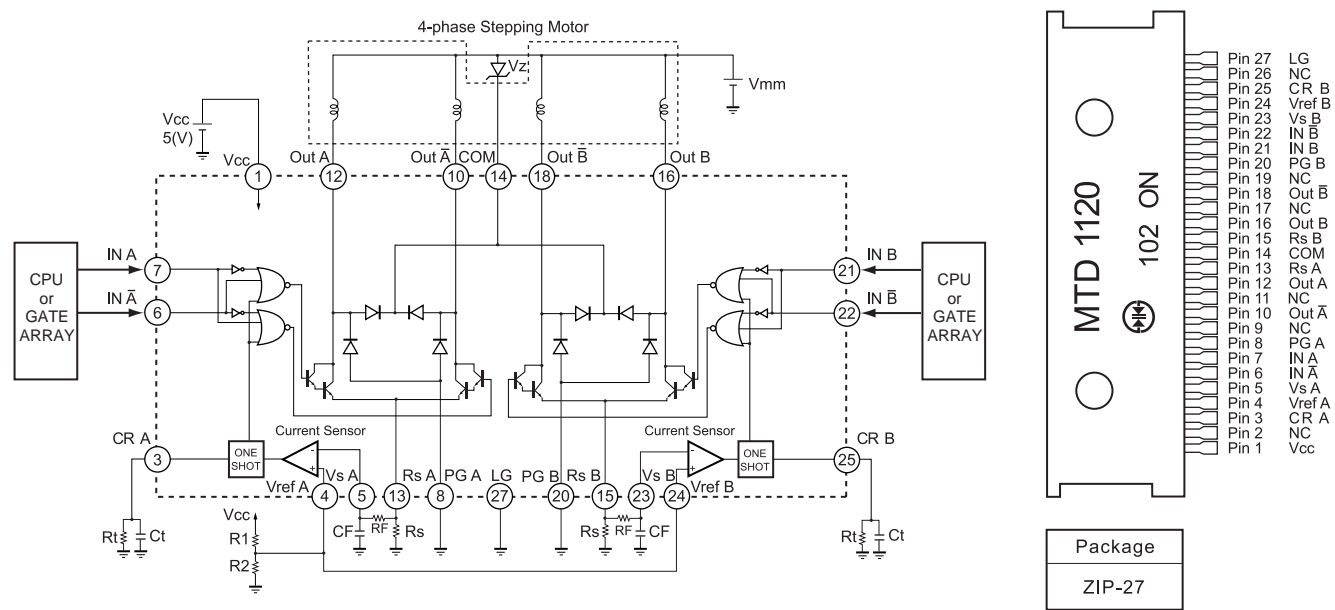 4-phase Stepping Motor
Vz
Vmm
Vcc
5(V)
Vcc
Out A
Out A̅
COM
Out B̅
Out B
1
12
10
14
18
16
CPU
or
GATE
ARRAY
IN A
7
IN A̅
6
IN B
21
IN B̅
22
CPU
or
GATE
ARRAY
CR A
3
ONE
SHOT
Current Sensor
-
+
Current Sensor
-
+
ONE
SHOT
CR B
25
Vref A
Vs A
Rs A
PG A
LG
PG B
Rs B
Vs B
Vref B
4
5
13
8
27
20
15
23
24
Vcc
R1
R2
Rt
Ct
CF
RF
Rs
Rs
RF
CF
Rt
Ct
MTD 1120
102 ON
Pin 27 LG
Pin 26 NC
Pin 25 CR B
Pin 24 Vref B
Pin 23 Vs B
Pin 22 IN B̅
Pin 21 IN B
Pin 20 PG B
Pin 19 NC
Pin 18 Out B̅
Pin 17 NC
Pin 16 Out B
Pin 15 Rs B
Pin 14 COM
Pin 13 Rs A
Pin 12 Out A
Pin 11 NC
Pin 10 Out A̅
Pin 9 NC
Pin 8 PG A
Pin 7 IN A
Pin 6 IN A̅
Pin 5 Vs A
Pin 4 Vref A
Pin 3 CR A
Pin 2 NC
Pin 1 Vcc
Package
ZIP-27